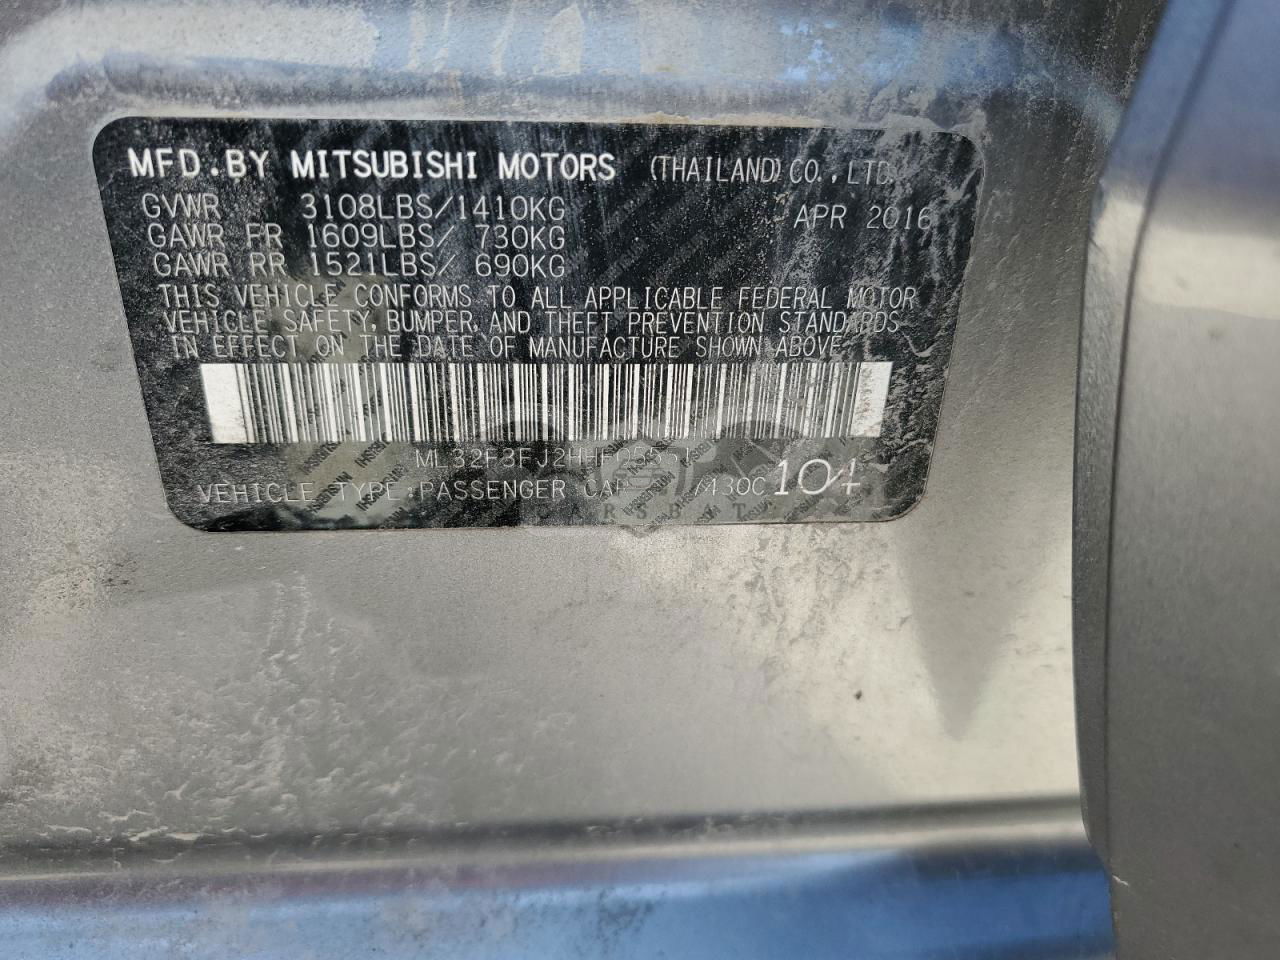 MFD. BY MITSUBISHI MOTORS (THAILAND) CO., LTD.
GVWR 3108LBS/1410KG APR 2016
GAWR FR 1609LBS/ 730KG
GAWR RR 1521LBS/ 690KG
THIS VEHICLE CONFORMS TO ALL APPLICABLE FEDERAL MOTOR
VEHICLE SAFETY, BUMPER, AND THEFT PREVENTION STANDARDS
IN EFFECT ON THE DATE OF MANUFACTURE SHOWN ABOVE.
VEHICLE TYPE:PASSENGER CAR 104